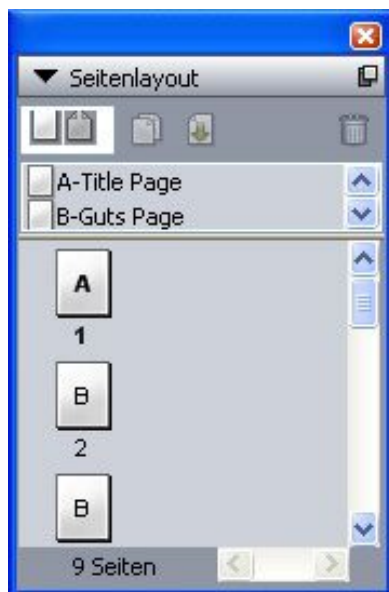 Seitenlayout
A-Title Page
B-Guts Page
A
1
B
2
B
9 Seiten